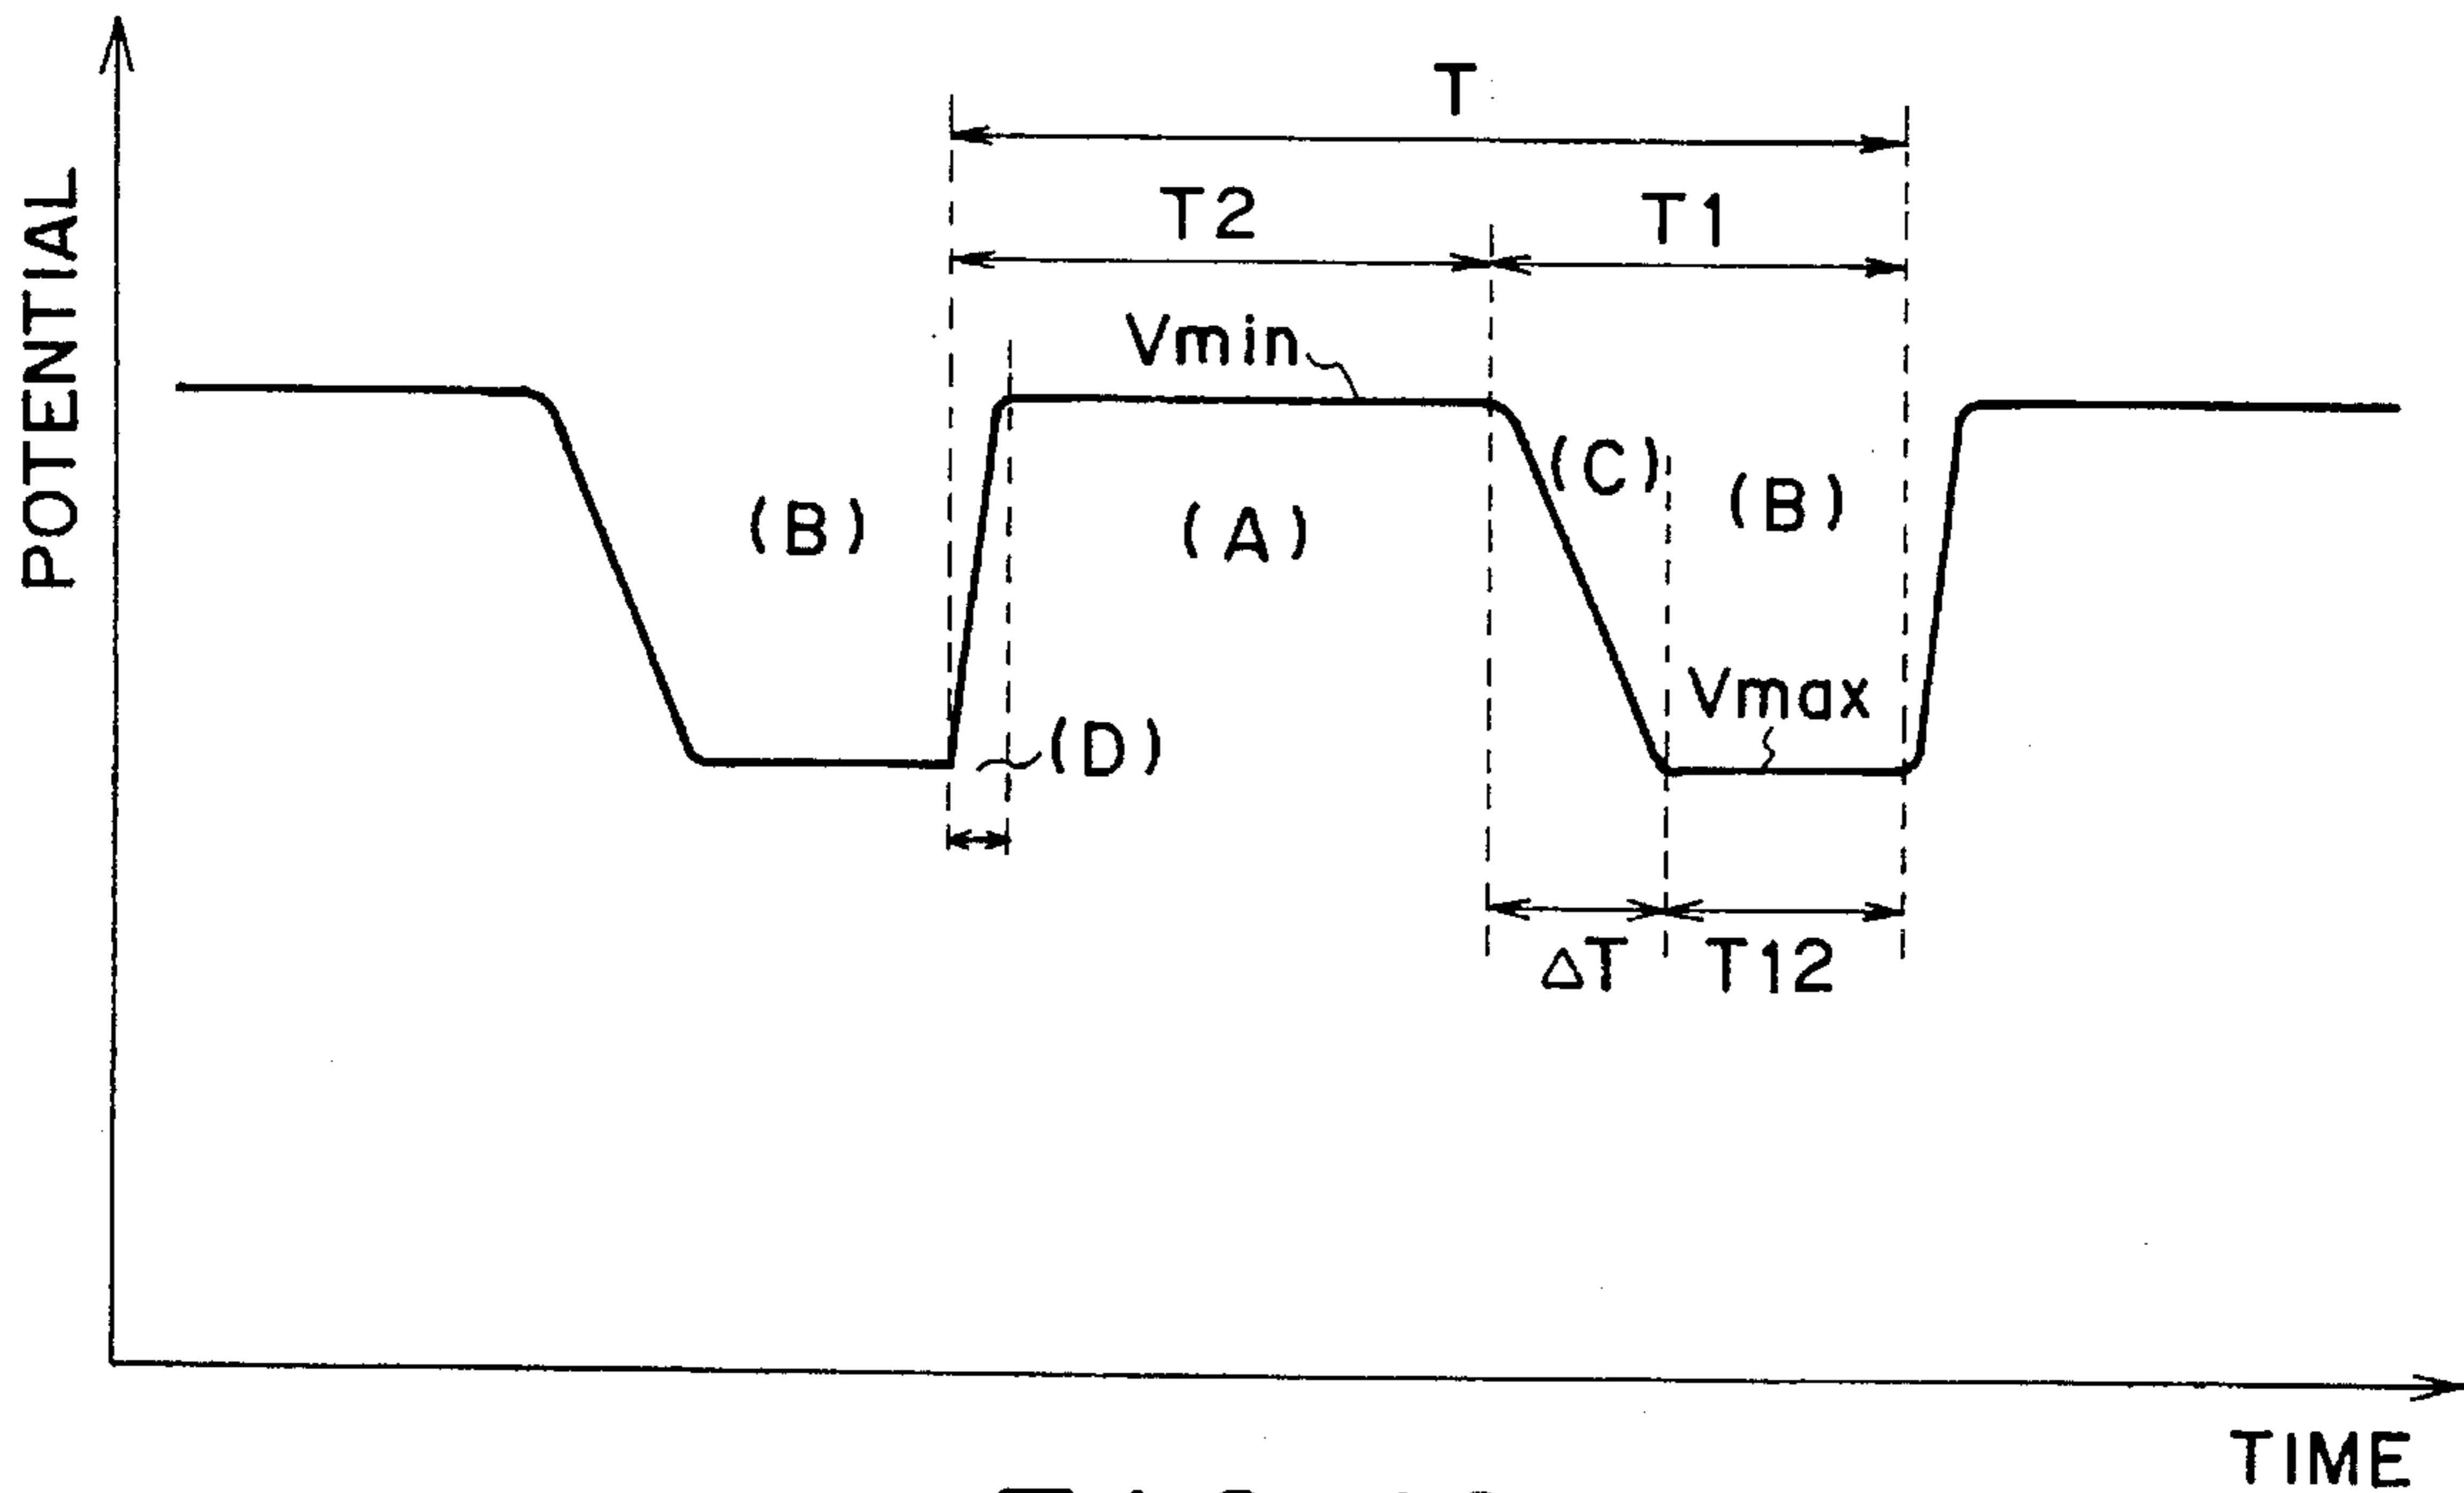 POTENTIAL
T
T2
T1
Vmin
(C)
(B)
(A)
(B)
Vmax
(D)
ΔT
T12
TIME